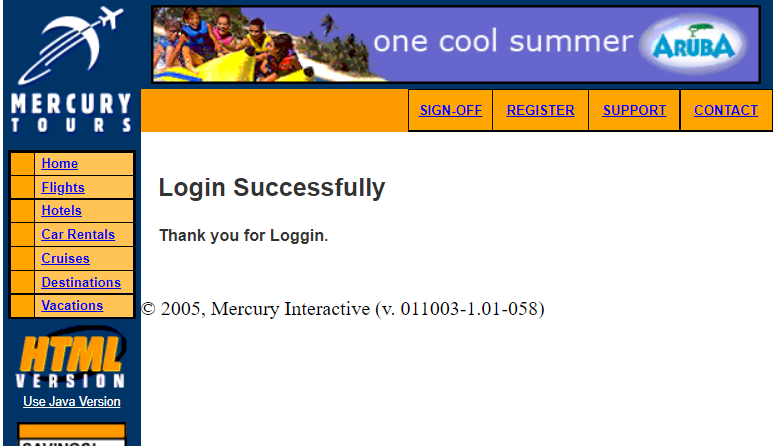 one cool summer
ARUBA
MERCURY
TOURS
SIGN-OFF REGISTER SUPPORT CONTACT
Home
Flights
Hotels
Car Rentals
Cruises
Destinations
Vacations
Login Successfully
Thank you for Loggin.
© 2005, Mercury Interactive (v. 011003-1.01-058)
HTML
VERSION
Use Java Version
SAVINGS!